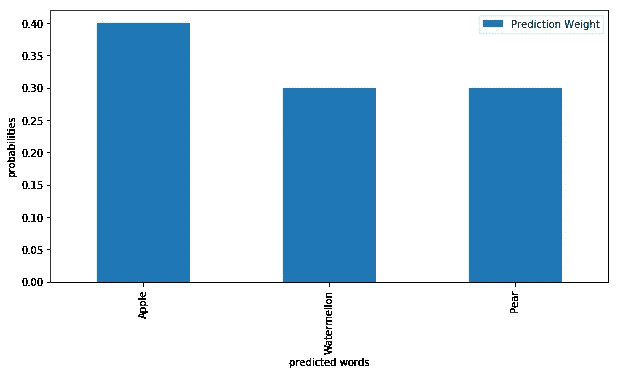 Prediction Weight
0.40
0.35
0.30
0.25
0.20
0.15
0.10
0.05
0.00
probabilities
Apple
Watermellon
Pear
predicted words